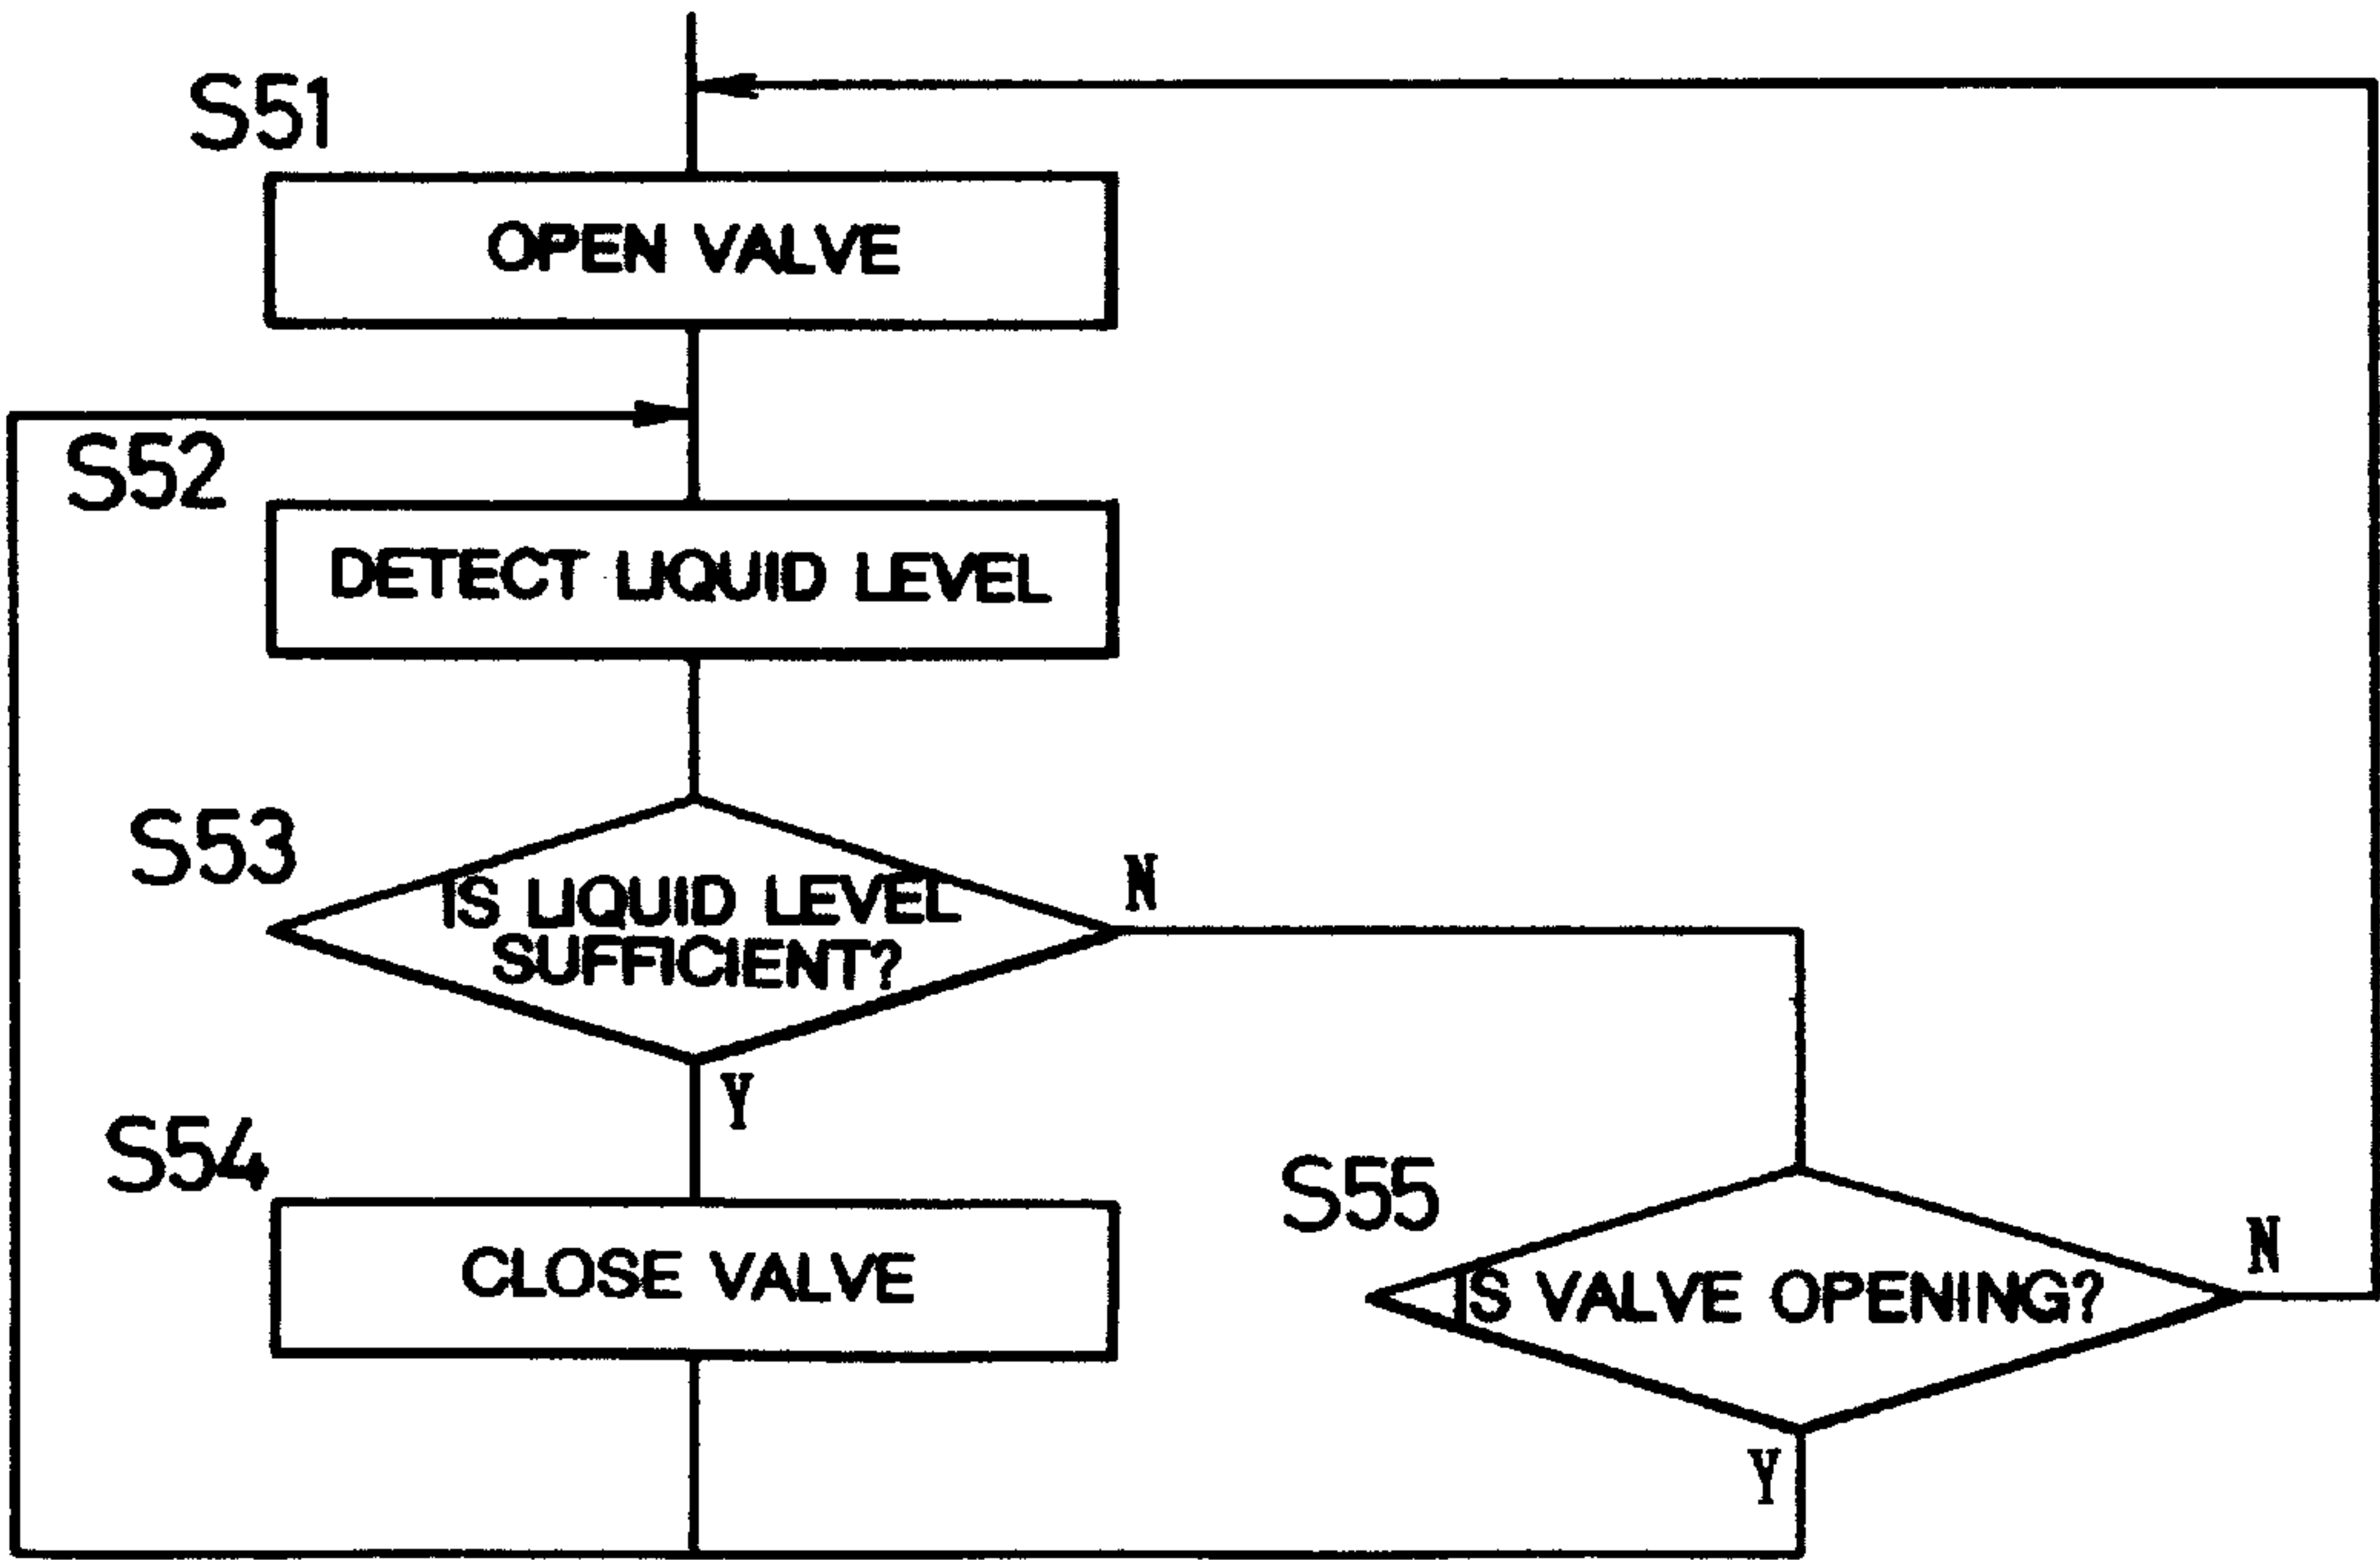 S51
OPEN VALVE
S52
DETECT LIQUID LEVEL
S53
IS LIQUID LEVEL
SUFFICIENT?
N
Y
S54
CLOSE VALVE
S55
IS VALVE OPENING?
N
Y